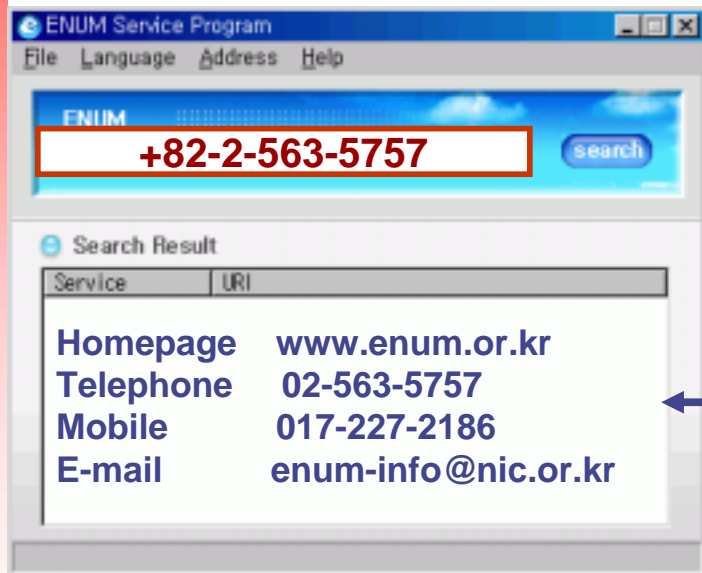 ENUM Service Program
File Language Address Help
ENUM
+82-2-563-5757
search
Search Result
Service URI
Homepage www.enum.or.kr
Telephone 02-563-5757
Mobile 017-227-2186
E-mail enum-info@nic.or.kr